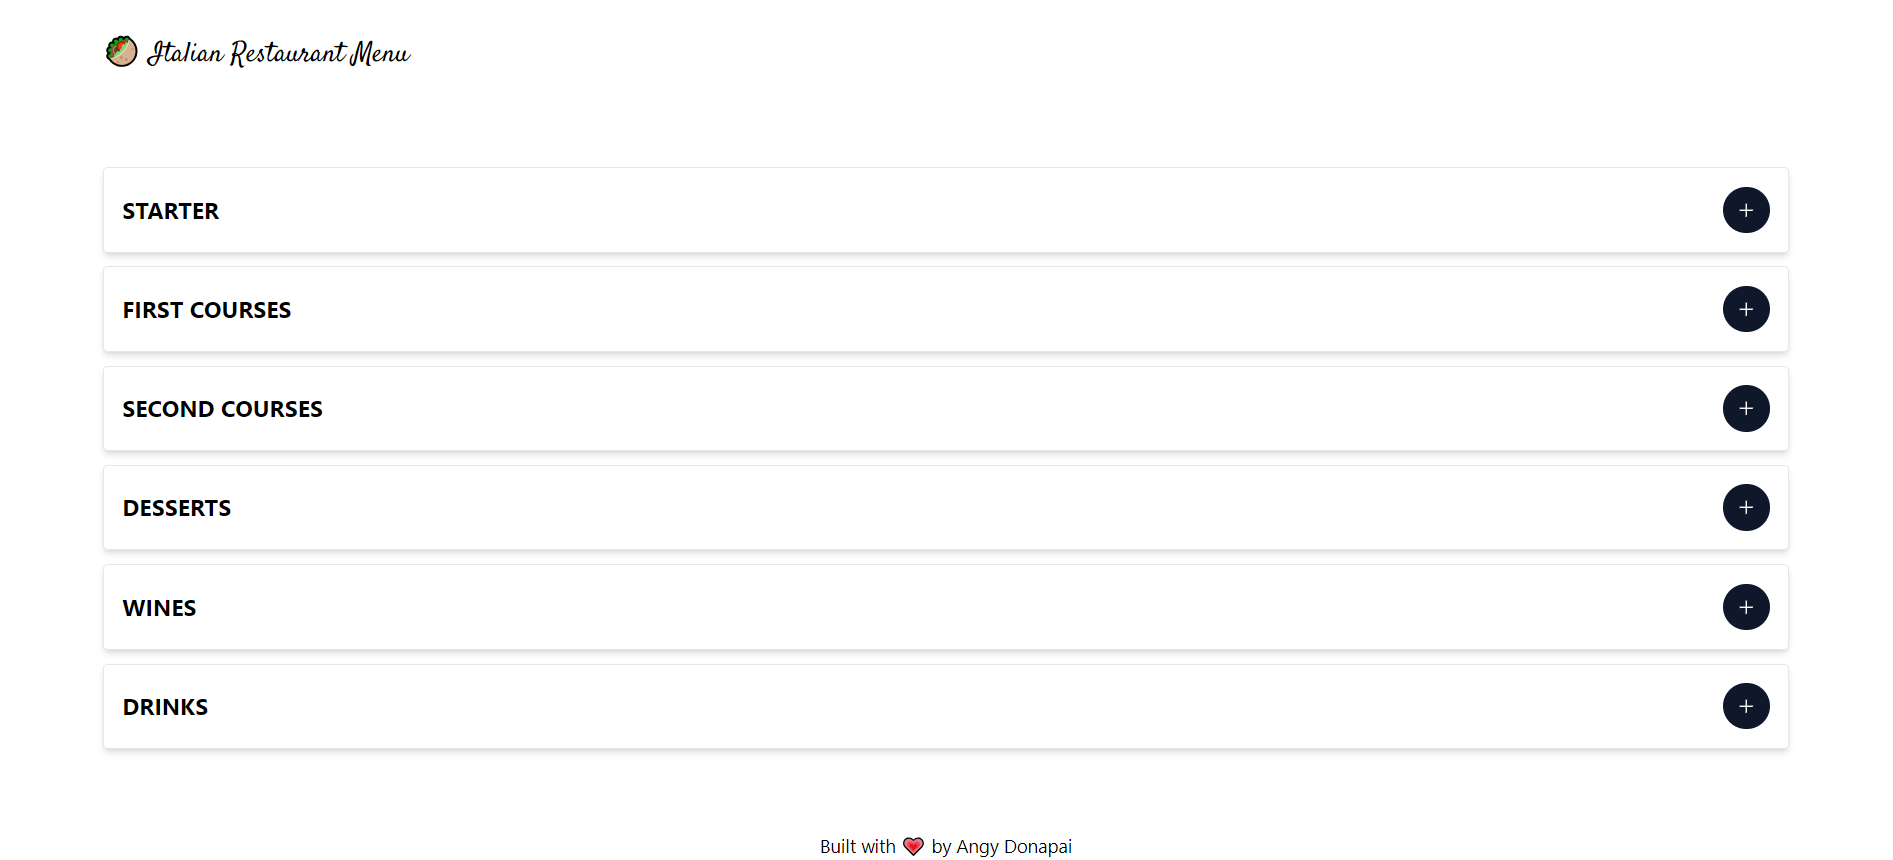 Italian Restaurant Menu
STARTER
FIRST COURSES
SECOND COURSES
DESSERTS
WINES
DRINKS
Built with ❤ by Angy Donapai